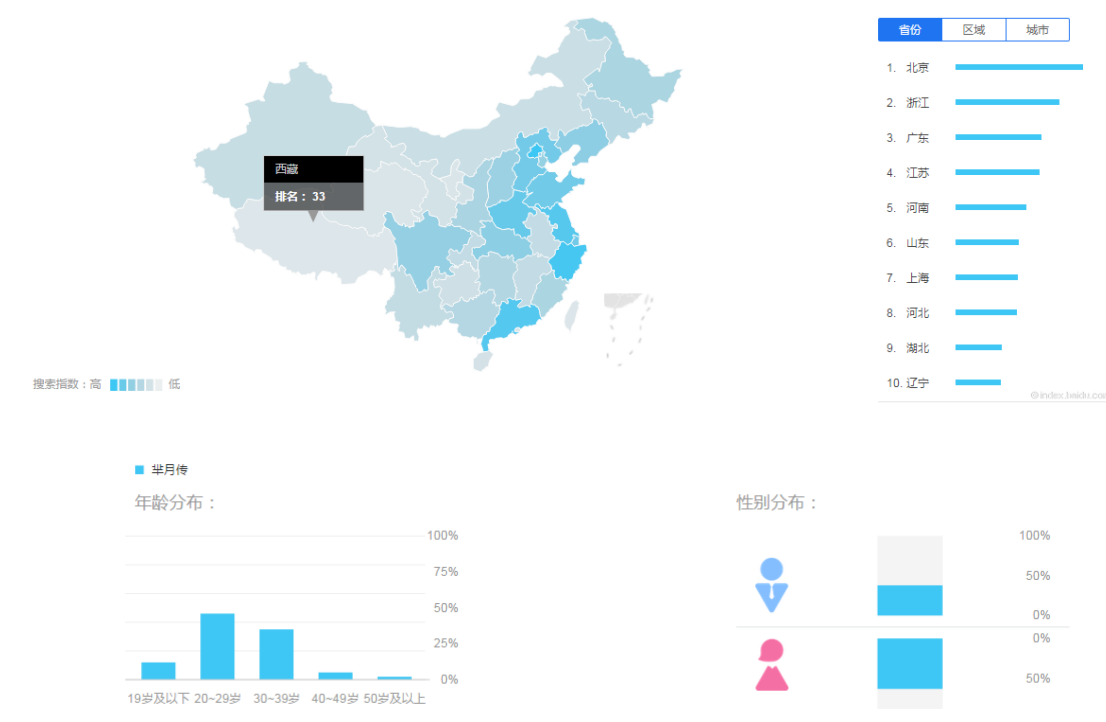 省份 区域 城市
1. 北京
2. 浙江
3. 广东
4. 江苏
5. 河南
6. 山东
7. 上海
8. 河北
9. 湖北
10. 辽宁
©index.baidu.com
西藏
排名： 33
搜索指数：高 低
芈月传
年龄分布：
100%
75%
50%
25%
0%
19岁及以下 20~29岁 30~39岁 40~49岁 50岁及以上
性别分布：
100%
50%
0%
0%
50%